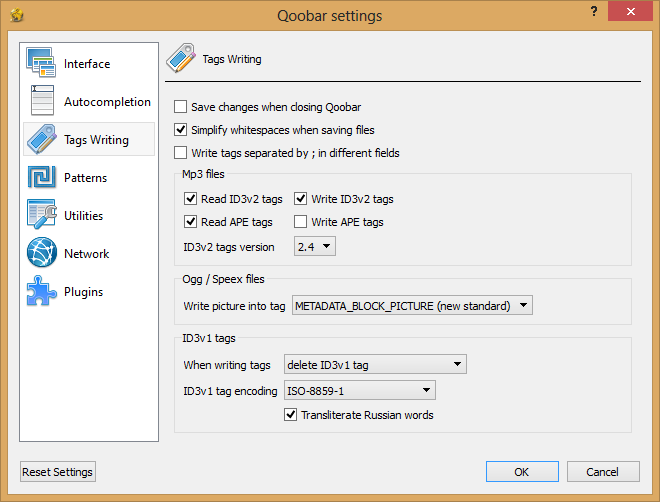 Qoobar settings
?
Interface
Autocompletion
Tags Writing
Patterns
Utilities
Network
Plugins
Tags Writing
Save changes when closing Qoobar
Simplify whitespaces when saving files
Write tags separated by ; in different fields
Mp3 files
Read ID3v2 tags Write ID3v2 tags
Read APE tags Write APE tags
ID3v2 tags version 2.4
Ogg / Speex files
Write picture into tag METADATA_BLOCK_PICTURE (new standard)
ID3v1 tags
When writing tags delete ID3v1 tag
ID3v1 tag encoding ISO-8859-1
Transliterate Russian words
Reset Settings OK Cancel